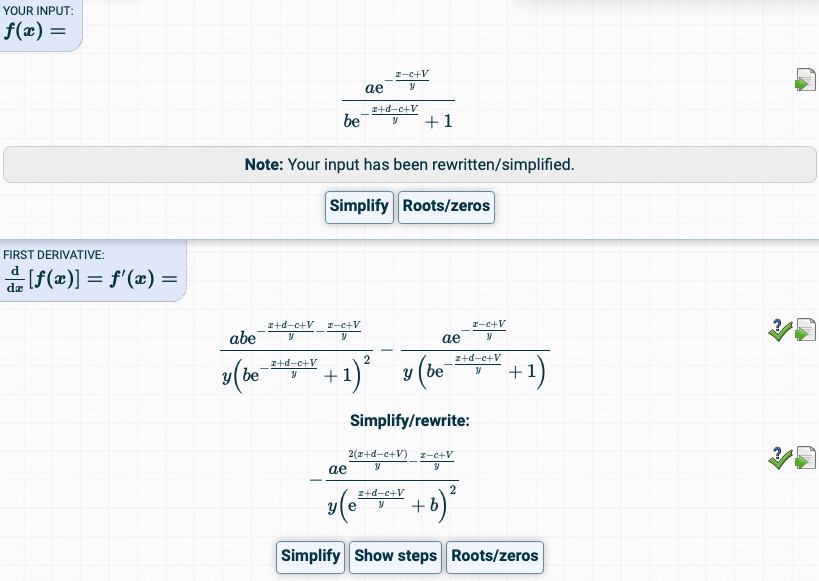 YOUR INPUT:
f(x) =
\frac{ae^{-\frac{x-c+V}{y}}}{be^{-\frac{x+d-c+V}{y}}+1}
Note: Your input has been rewritten/simplified.
Simplify Roots/zeros
FIRST DERIVATIVE:
\frac{d}{dx}[f(x)] = f'(x) =
\frac{abe^{-\frac{x+d-c+V}{y}-\frac{x-c+V}{y}}}{y\left(be^{-\frac{x+d-c+V}{y}}+1\right)^2} - \frac{ae^{-\frac{x-c+V}{y}}}{y\left(be^{-\frac{x+d-c+V}{y}}+1\right)}
Simplify/rewrite:
-\frac{ae^{\frac{2(x+d-c+V)}{y}-\frac{x-c+V}{y}}}{y\left(e^{\frac{x+d-c+V}{y}}+b\right)^2}
Simplify Show steps Roots/zeros